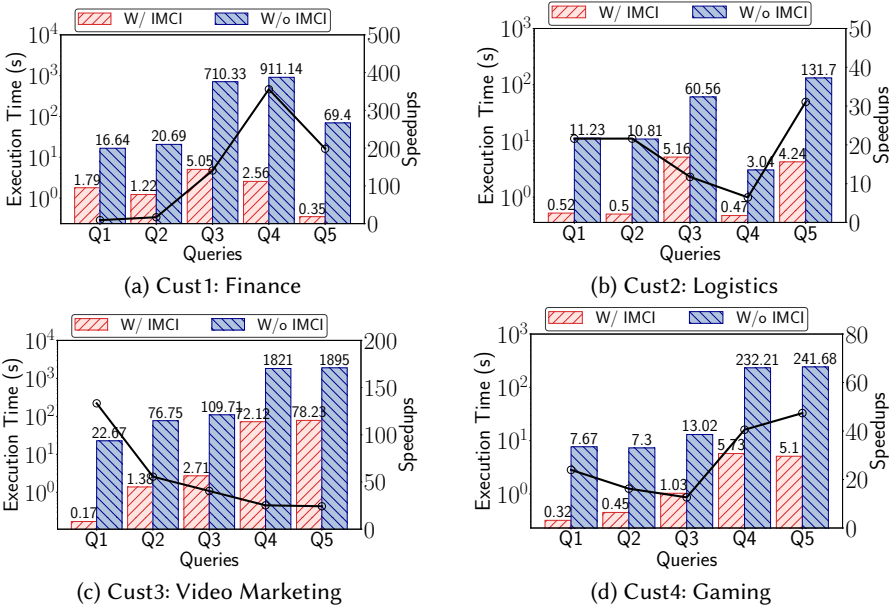 W/ IMCI W/o IMCI
Execution Time (s)
10^4
10^3
10^2
10^1
10^0
1.79 16.64 1.22 20.69 5.05 710.33 2.56 911.14 0.35 69.4
500
400
300
200
100
0
Speedups
Q1 Q2 Q3 Q4 Q5
Queries
(a) Cust1: Finance
W/ IMCI W/o IMCI
Execution Time (s)
10^3
10^2
10^1
10^0
0.52 11.23 0.5 10.81 5.16 60.56 0.47 3.04 4.24 131.7
50
40
30
20
10
0
Speedups
Q1 Q2 Q3 Q4 Q5
Queries
(b) Cust2: Logistics
W/ IMCI W/o IMCI
Execution Time (s)
10^4
10^3
10^2
10^1
10^0
0.17 22.67 1.38 76.75 2.71 109.71 72.12 1821 78.23 1895
200
150
100
50
0
Speedups
Q1 Q2 Q3 Q4 Q5
Queries
(c) Cust3: Video Marketing
W/ IMCI W/o IMCI
Execution Time (s)
10^3
10^2
10^1
10^0
0.32 7.67 0.45 7.3 1.03 13.02 5.73 232.21 5.1 241.68
80
60
40
20
0
Speedups
Q1 Q2 Q3 Q4 Q5
Queries
(d) Cust4: Gaming